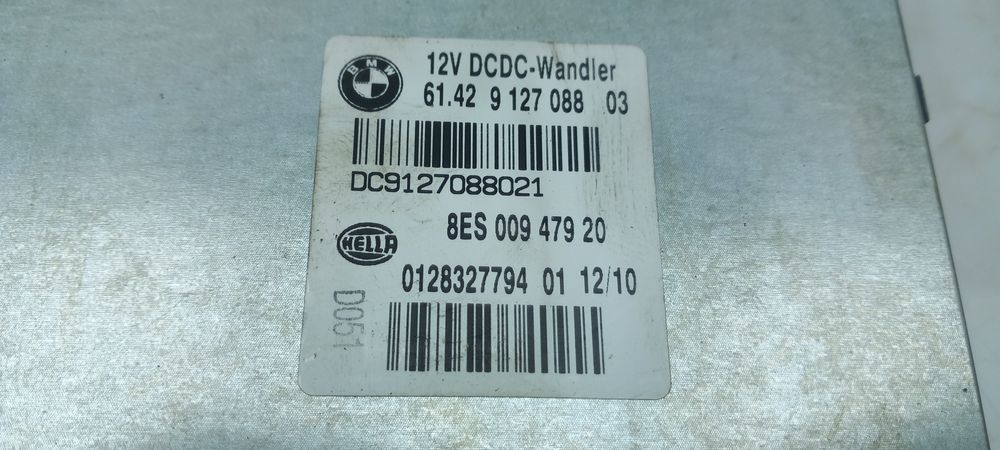 BMW
12V DCDC-Wandler
61.42 9 127 088 03
DC9127088021
8ES 009 479 20
HELLA
0128327794 01 12/10
D051